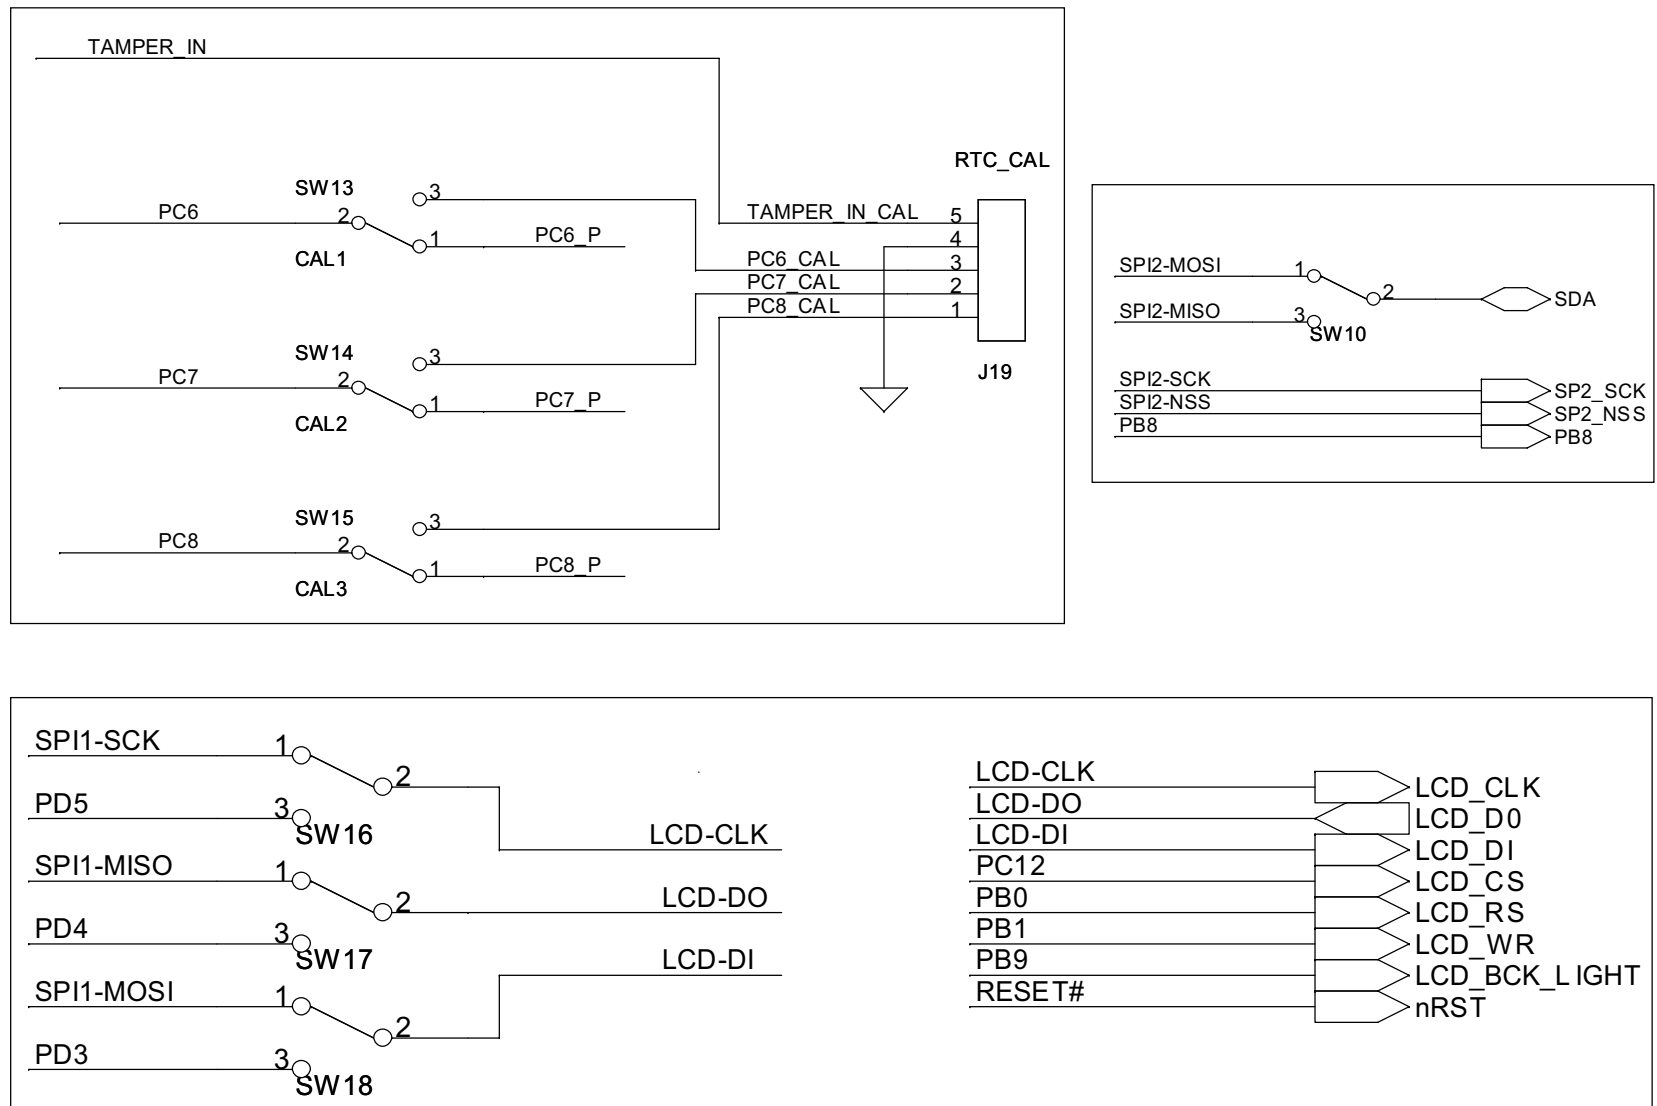 TAMPER_IN
RTC_CAL
SW13
3
PC6
2
TAMPER_IN_CAL
5
1
PC6_P
4
CAL1
PC6_CAL
3
PC7_CAL
2
PC8_CAL
1
SW14
3
J19
PC7
2
1
PC7_P
CAL2
SW15
3
PC8
2
1
PC8_P
CAL3
SPI2-MOSI
1
2
SDA
SPI2-MISO
3
SW10
SPI2-SCK
SP2_SCK
SPI2-NSS
SP2_NSS
PB8
PB8
SPI1-SCK
1
2
PD5
3
SW16
LCD-CLK
SPI1-MISO
1
2
LCD-DO
PD4
3
SW17
LCD-DI
SPI1-MOSI
1
2
PD3
3
SW18
LCD-CLK
LCD_CLK
LCD-DO
LCD_D0
LCD-DI
LCD_DI
PC12
LCD_CS
PB0
LCD_RS
PB1
LCD_WR
PB9
LCD_BCK_LIGHT
RESET#
nRST